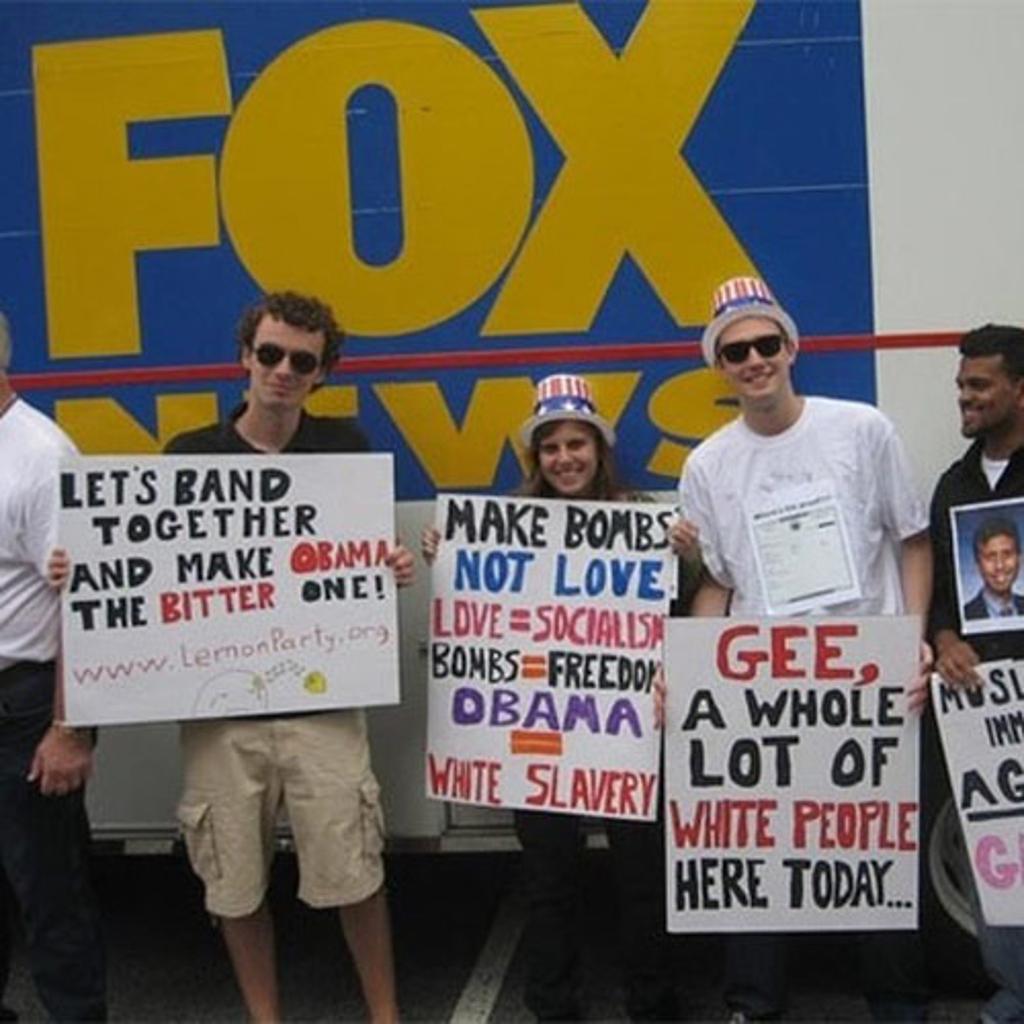 FOX
NEWS
LET'S BAND
TOGETHER
AND MAKE OBAMA
THE BITTER ONE!
www.LemonParty.org
MAKE BOMBS
NOT LOVE
LOVE = SOCIALISM
BOMBS = FREEDOM
OBAMA
=
WHITE SLAVERY
GEE,
A WHOLE
LOT OF
WHITE PEOPLE
HERE TODAY...
MUSL
IMM
AG